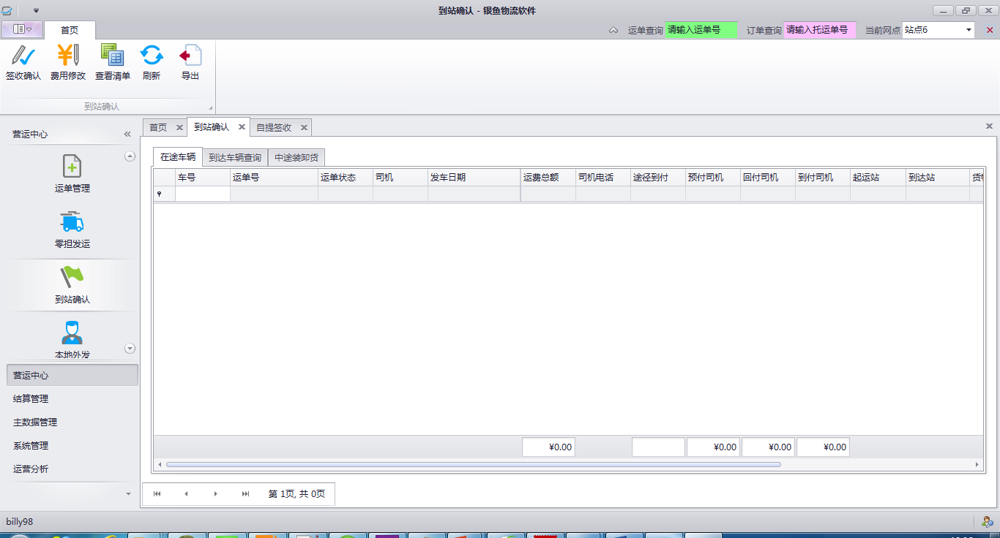 到站确认 - 银鱼物流软件
首页
运单查询 请输入运单号 订单查询 请输入托运单号 当前网点 站点6
签收确认 费用修改 查看清单 刷新 导出
到站确认
营运中心
运单管理
零担发运
到站确认
本地外发
营运中心
结算管理
主数据管理
系统管理
运营分析
首页 到站确认 自提签收
在途车辆 到达车辆查询 中途装卸货
车号 运单号 运单状态 司机 发车日期 运费总额 司机电话 途径到付 预付司机 回付司机 到付司机 起运站 到达站
¥0.00 ¥0.00 ¥0.00 ¥0.00
第 1页, 共 0页
billy98